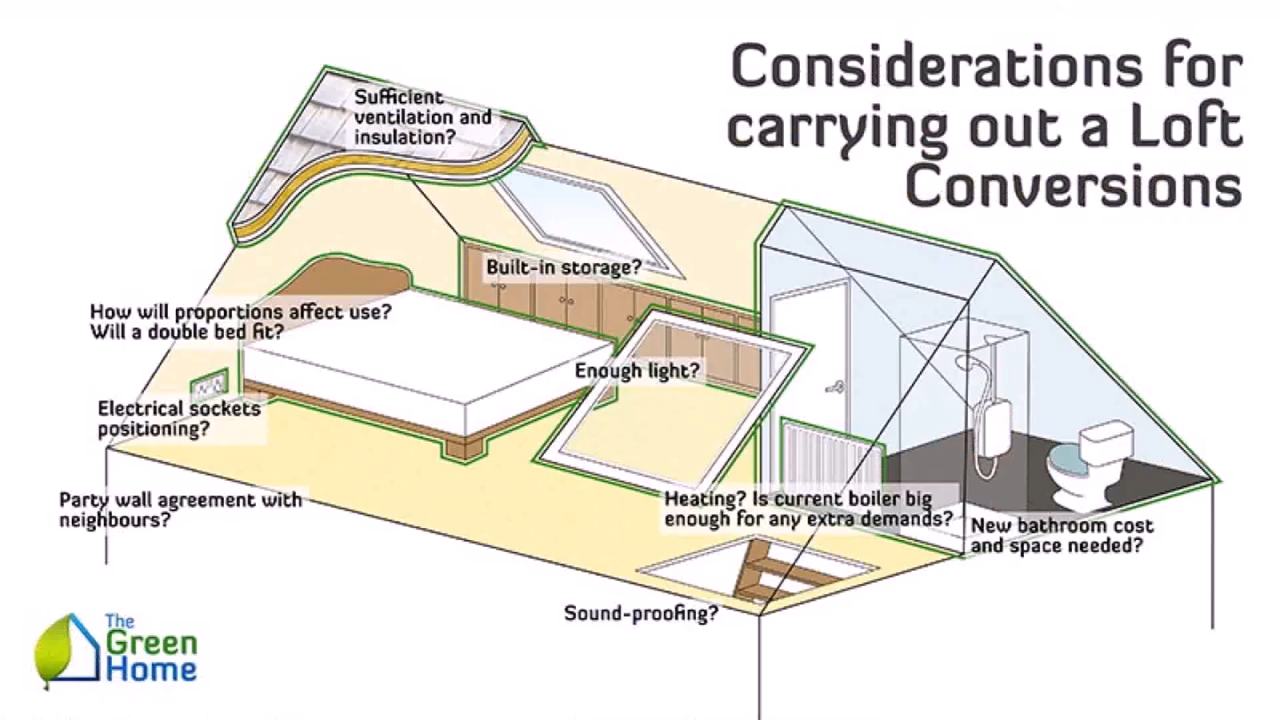 Considerations for
carrying out a Loft
Conversions
Sufficient
ventilation and
insulation?
Built-in storage?
How will proportions affect use?
Will a double bed fit?
Enough light?
Electrical sockets
positioning?
Party wall agreement with
neighbours?
Heating? Is current boiler big
enough for any extra demands?
New bathroom cost
and space needed?
Sound-proofing?
The
Green
Home